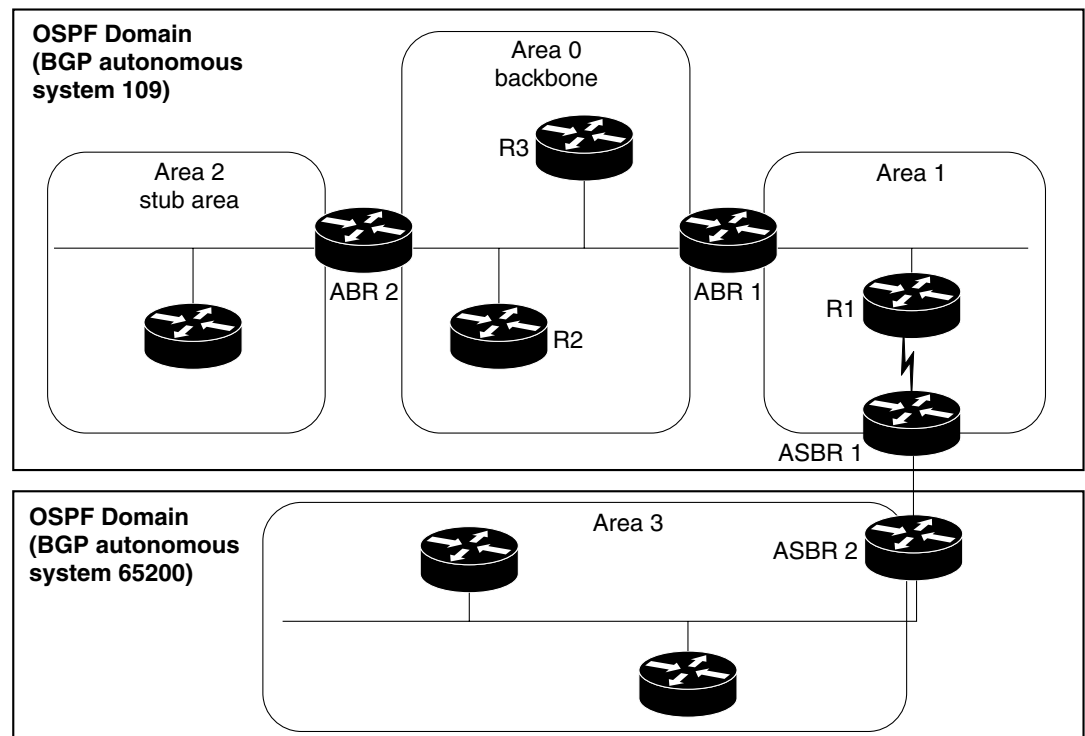 OSPF Domain
(BGP autonomous
system 109)
Area 0
backbone
R3
Area 2
stub area
Area 1
ABR 2
ABR 1
R1
R2
ASBR 1
OSPF Domain
(BGP autonomous
system 65200)
Area 3
ASBR 2